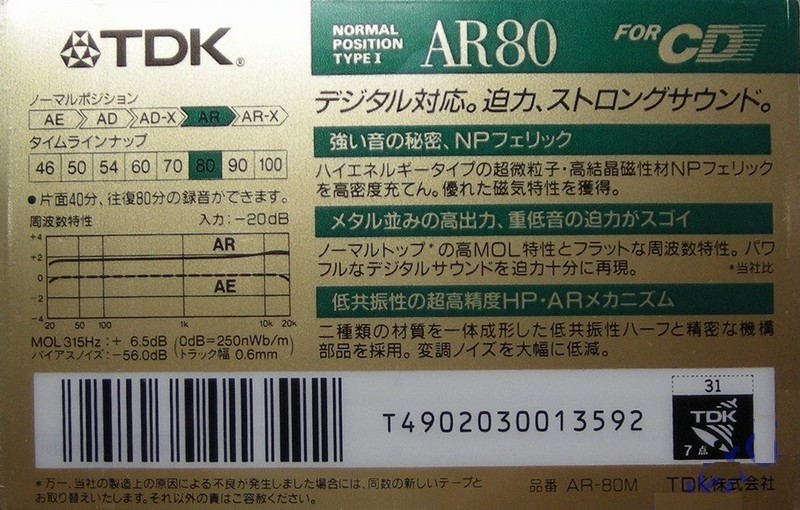 TDK®
NORMAL
POSITION
TYPE I
AR80
FOR CD
ノーマルポジション
AE AD AD-X AR AR-X
タイムラインナップ
46 50 54 60 70 80 90 100
●片面40分、往復80分の録音ができます。
周波数特性 入力：−20dB
+4
+2
0
−2
−4
AR
AE
20 50 100 1k 10k 20k
MOL 315Hz：+ 6.5dB (0dB=250nWb/m
バイアスノイズ：−56.0dB トラック幅 0.6mm)
デジタル対応。迫力、ストロングサウンド。
強い音の秘密、NPフェリック
ハイエネルギータイプの超微粒子・高結晶磁性材NPフェリック
を高密度充てん。優れた磁気特性を獲得。
メタル並みの高出力、重低音の迫力がスゴイ
ノーマルトップ*の高MOL特性とフラットな周波数特性。パワ
フルなデジタルサウンドを迫力十分に再現。 *当社比
低共振性の超高精度HP・ARメカニズム
二種類の材質を一体成形した低共振性ハーフと精密な機構
部品を採用。変調ノイズを大幅に低減。
T4902030013592
31
TDK
7点
*万一、当社の製造上の原因による不良が発生しました場合には、同数の新しいテープと
お取り替えいたします。それ以外の責はご容赦ください。
品番 AR-80M TDK株式会社